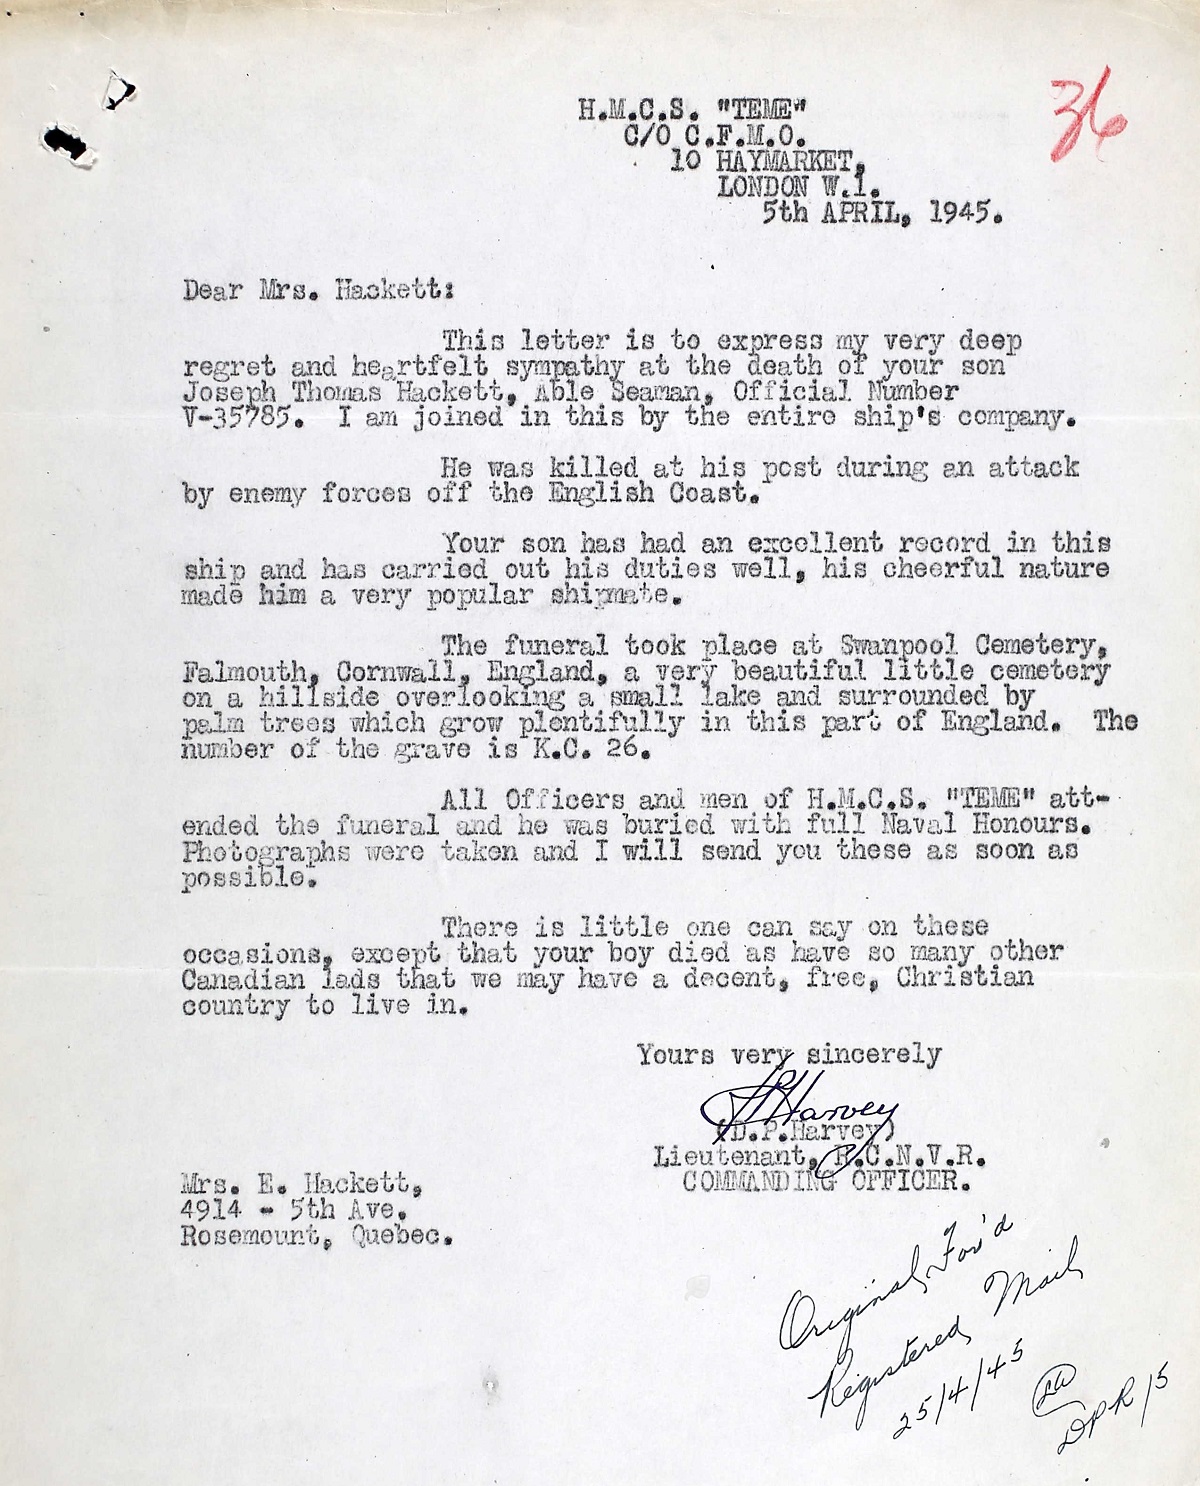 36
H.M.C.S. "TEME"
C/O C.F.M.O.
10 HAYMARKET,
LONDON W.1.
5th APRIL, 1945.
Dear Mrs. Hackett:
This letter is to express my very deep
regret and heartfelt sympathy at the death of your son
Joseph Thomas Hackett, Able Seaman, Official Number
V-35785. I am joined in this by the entire ship's company.
He was killed at his post during an attack
by enemy forces off the English Coast.
Your son has had an excellent record in this
ship and has carried out his duties well, his cheerful nature
made him a very popular shipmate.
The funeral took place at Swanpool Cemetery,
Falmouth, Cornwall, England, a very beautiful little cemetery
on a hillside overlooking a small lake and surrounded by
palm trees which grow plentifully in this part of England. The
number of the grave is K.C. 26.
All Officers and men of H.M.C.S. "TEME" att-
ended the funeral and he was buried with full Naval Honours.
Photographs were taken and I will send you these as soon as
possible.
There is little one can say on these
occasions, except that your boy died as have so many other
Canadian lads that we may have a decent, free, Christian
country to live in.
Yours very sincerely
Harvey
(D.P.Harvey)
Lieutenant, R.C.N.V.R.
COMMANDING OFFICER.
Mrs. E. Hackett,
4914 - 5th Ave.
Rosemount, Quebec.
Original For'd
Registered Mail
25/4/45
DPR/5